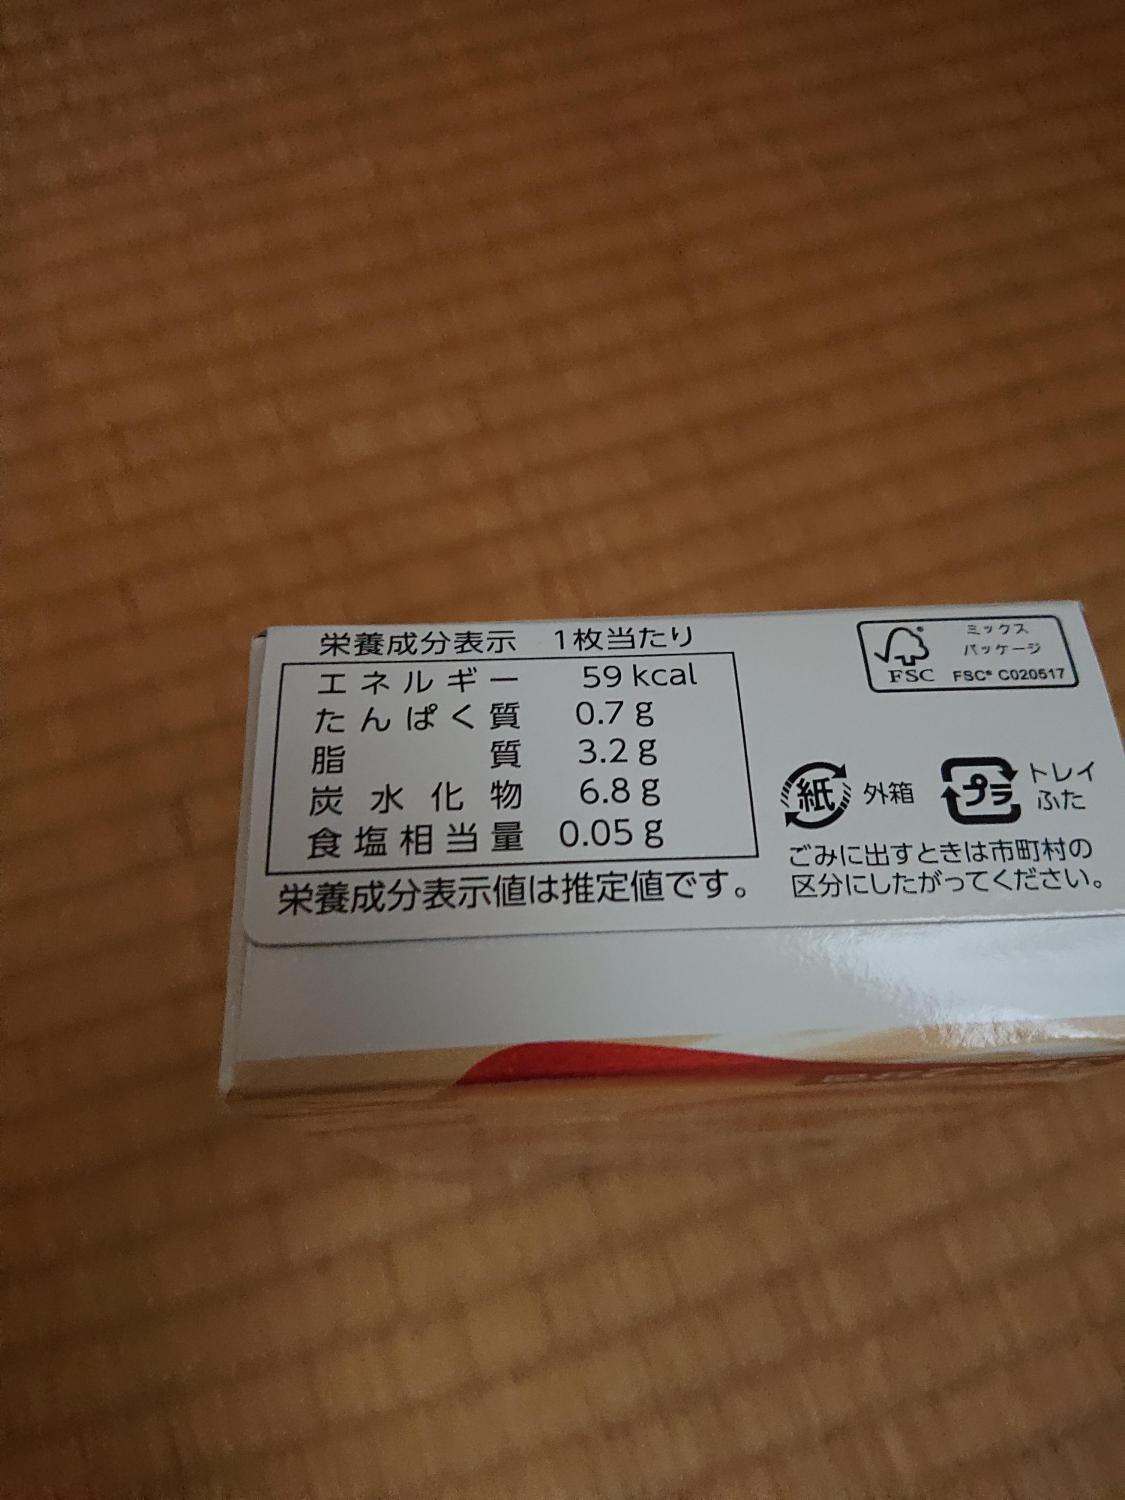 栄養成分表示 1枚当たり
エネルギー 59 kcal
たんぱく質 0.7 g
脂質 3.2 g
炭水化物 6.8 g
食塩相当量 0.05 g
栄養成分表示値は推定値です。
ミックス
パッケージ
FSC FSC® C020517
紙 外箱
プラ トレイ
ふた
ごみに出すときは市町村の
区分にしたがってください。